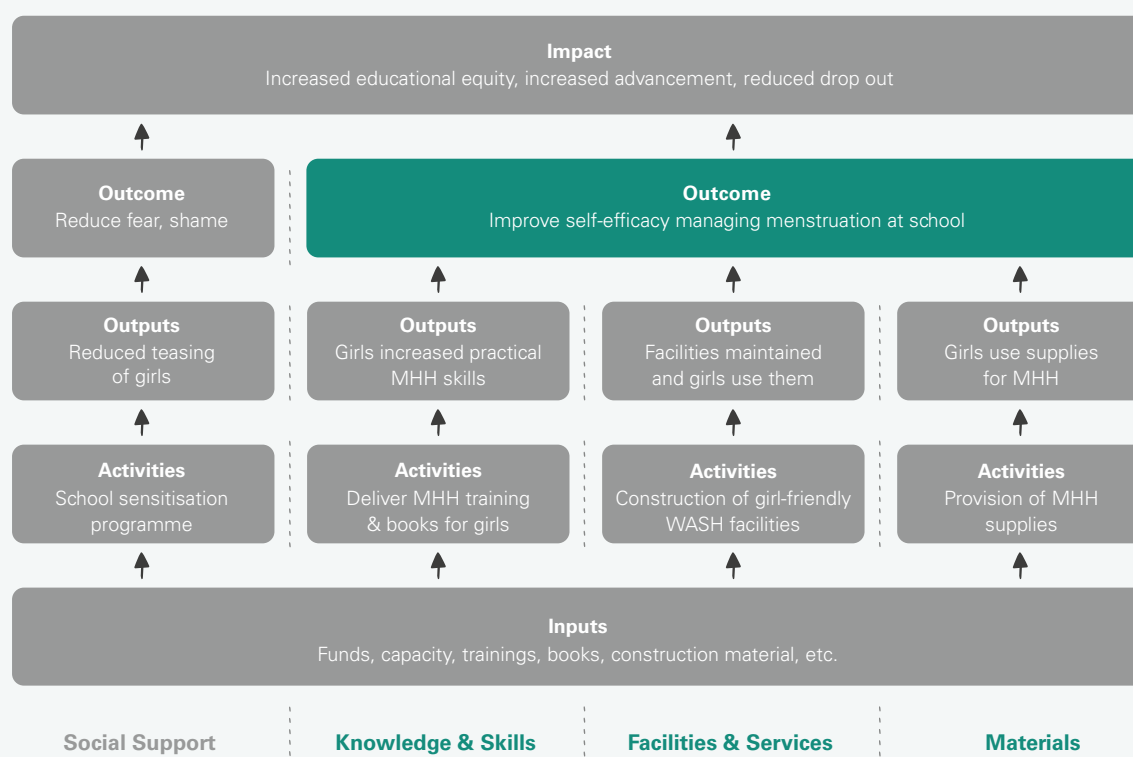 Impact
Increased educational equity, increased advancement, reduced drop out
Outcome
Reduce fear, shame
Outcome
Improve self-efficacy managing menstruation at school
Outputs
Reduced teasing
of girls
Outputs
Girls increased practical
MHH skills
Outputs
Facilities maintained
and girls use them
Outputs
Girls use supplies
for MHH
Activities
School sensitisation
programme
Activities
Deliver MHH training
& books for girls
Activities
Construction of girl-friendly
WASH facilities
Activities
Provision of MHH
supplies
Inputs
Funds, capacity, trainings, books, construction material, etc.
Social Support
Knowledge & Skills
Facilities & Services
Materials